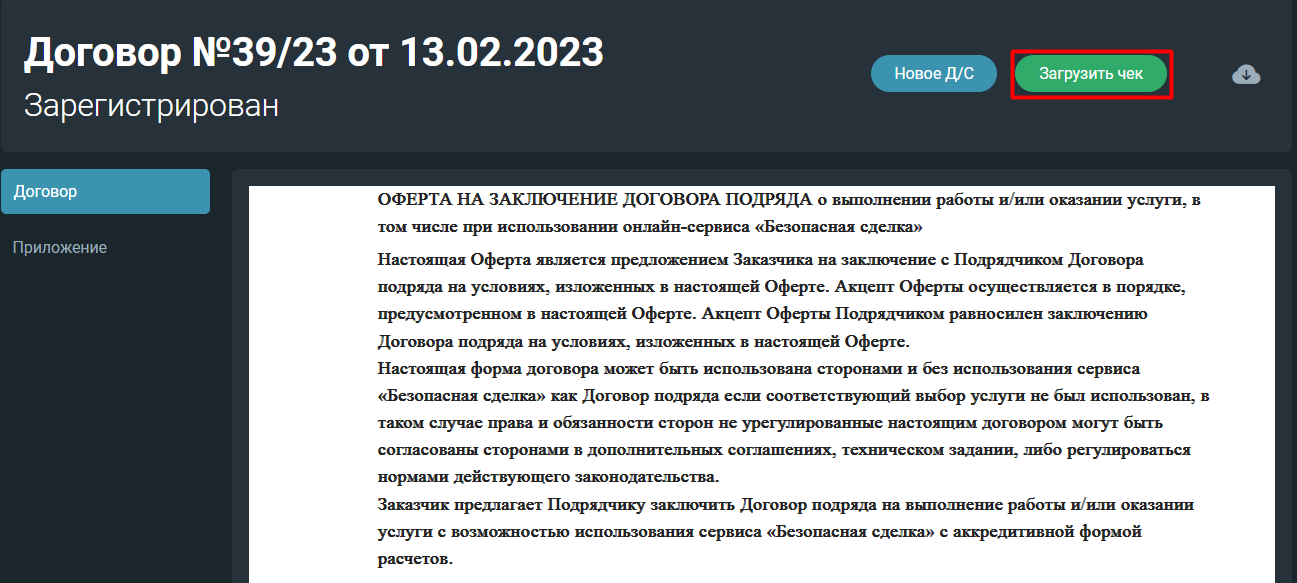 Договор №39/23 от 13.02.2023
Зарегистрирован
Новое Д/С
Загрузить чек
Договор
Приложение
ОФЕРТА НА ЗАКЛЮЧЕНИЕ ДОГОВОРА ПОДРЯДА о выполнении работы и/или оказании услуги, в
том числе при использовании онлайн-сервиса «Безопасная сделка»
Настоящая Оферта является предложением Заказчика на заключение с Подрядчиком Договора
подряда на условиях, изложенных в настоящей Оферте. Акцепт Оферты осуществляется в порядке,
предусмотренном в настоящей Оферте. Акцепт Оферты Подрядчиком равносилен заключению
Договора подряда на условиях, изложенных в настоящей Оферте.
Настоящая форма договора может быть использована сторонами и без использования сервиса
«Безопасная сделка» как Договор подряда если соответствующий выбор услуги не был использован, в
таком случае права и обязанности сторон не урегулированные настоящим договором могут быть
согласованы сторонами в дополнительных соглашениях, техническом задании, либо регулироваться
нормами действующего законодательства.
Заказчик предлагает Подрядчику заключить Договор подряда на выполнение работы и/или оказании
услуги с возможностью использования сервиса «Безопасная сделка» с аккредитивной формой
расчетов.